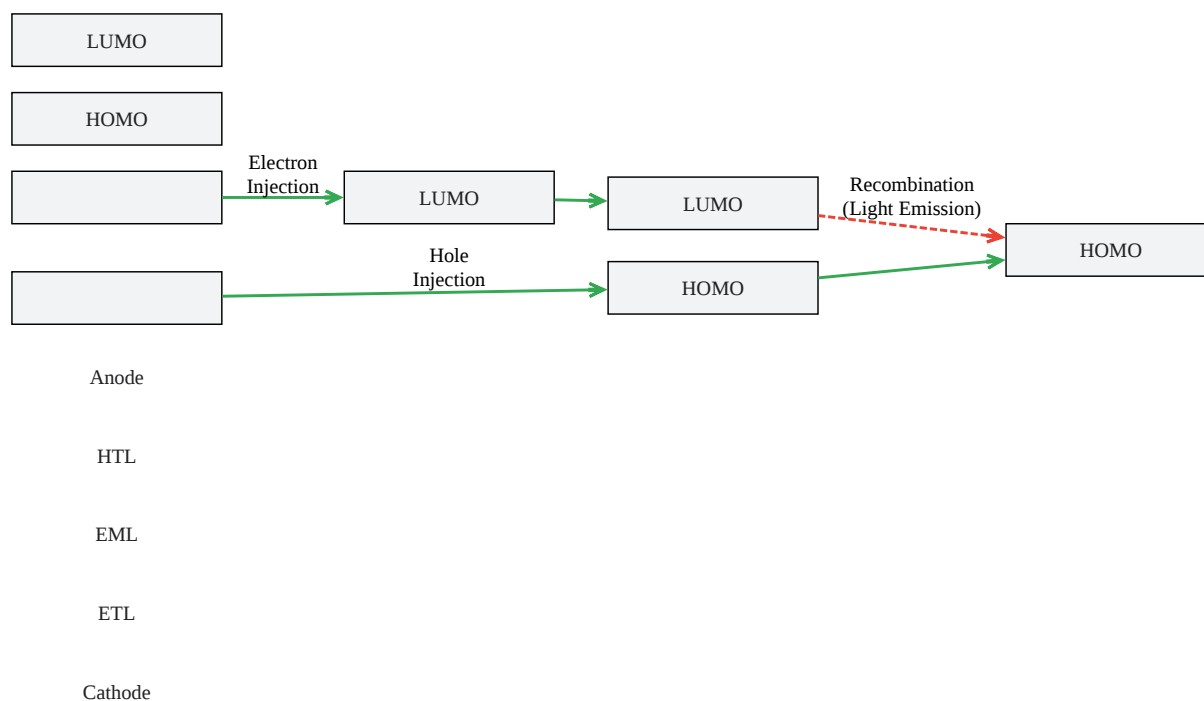 LUMO
HOMO
Electron
Injection
LUMO
LUMO
Recombination
(Light Emission)
HOMO
Hole
Injection
HOMO
Anode
HTL
EML
ETL
Cathode